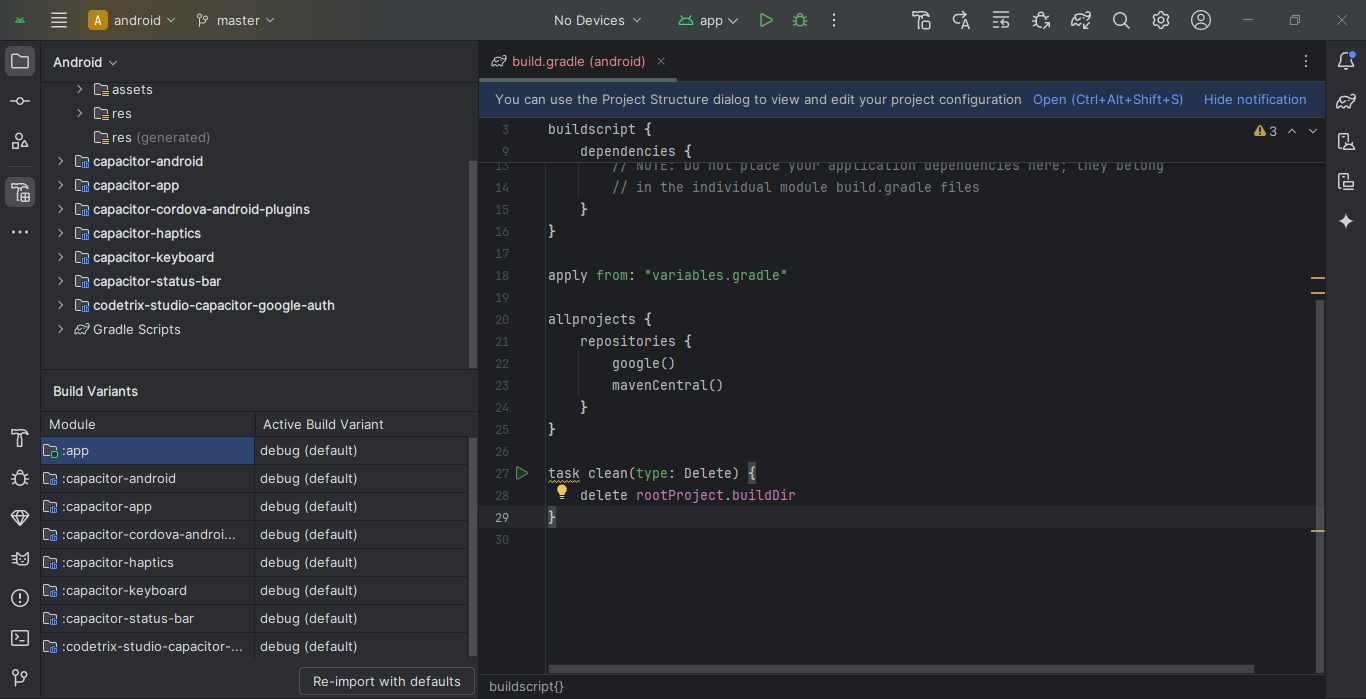 A android master No Devices app
Android
assets
res
res (generated)
capacitor-android
capacitor-app
capacitor-cordova-android-plugins
capacitor-haptics
capacitor-keyboard
capacitor-status-bar
codetrix-studio-capacitor-google-auth
Gradle Scripts
Build Variants
Module Active Build Variant
:app debug (default)
:capacitor-android debug (default)
:capacitor-app debug (default)
:capacitor-cordova-androi... debug (default)
:capacitor-haptics debug (default)
:capacitor-keyboard debug (default)
:capacitor-status-bar debug (default)
:codetrix-studio-capacitor-... debug (default)
Re-import with defaults
build.gradle (android)
You can use the Project Structure dialog to view and edit your project configuration Open (Ctrl+Alt+Shift+S) Hide notification
3 buildscript { 3
9 dependencies {
13 // NOTE: Do not place your application dependencies here; they belong
14 // in the individual module build.gradle files
15 }
16 }
17
18 apply from: "variables.gradle"
19
20 allprojects {
21 repositories {
22 google()
23 mavenCentral()
24 }
25 }
26
27 task clean(type: Delete) {
28 delete rootProject.buildDir
29 }
30
buildscript{}